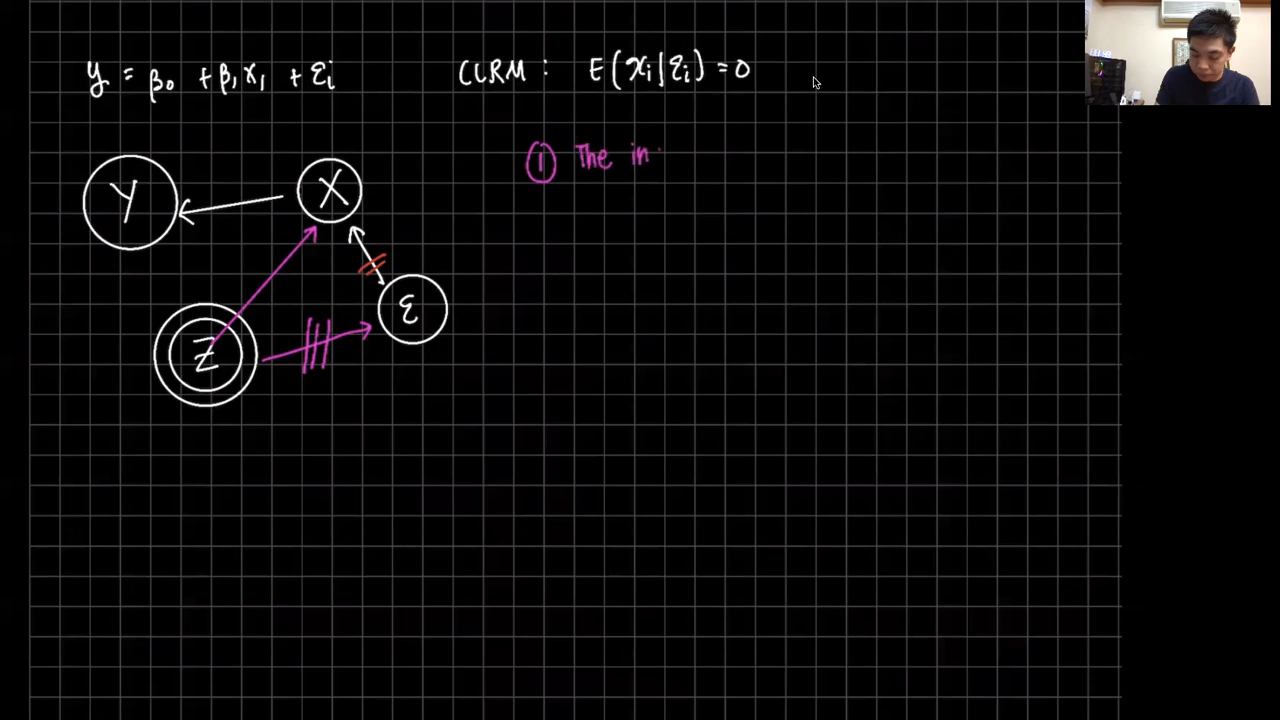 y = β₀ + β₁x₁ + εᵢ
CLRM : E(xᵢ|εᵢ) = 0
① The in
Y
X
ε
Z